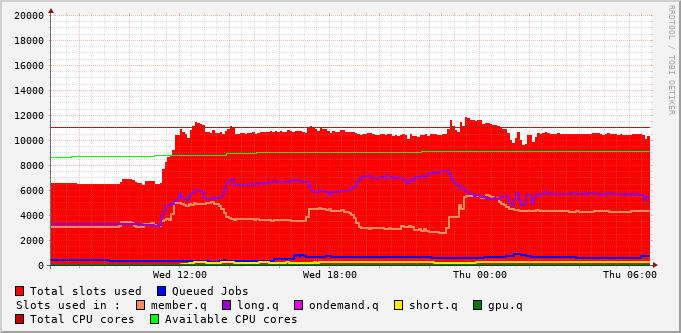 RRDTOOL / TOBI OETIKER
20000
18000
16000
14000
12000
10000
8000
6000
4000
2000
0
Wed 12:00 Wed 18:00 Thu 00:00 Thu 06:00
Total slots used Queued Jobs
Slots used in : member.q long.q ondemand.q short.q gpu.q
Total CPU cores Available CPU cores